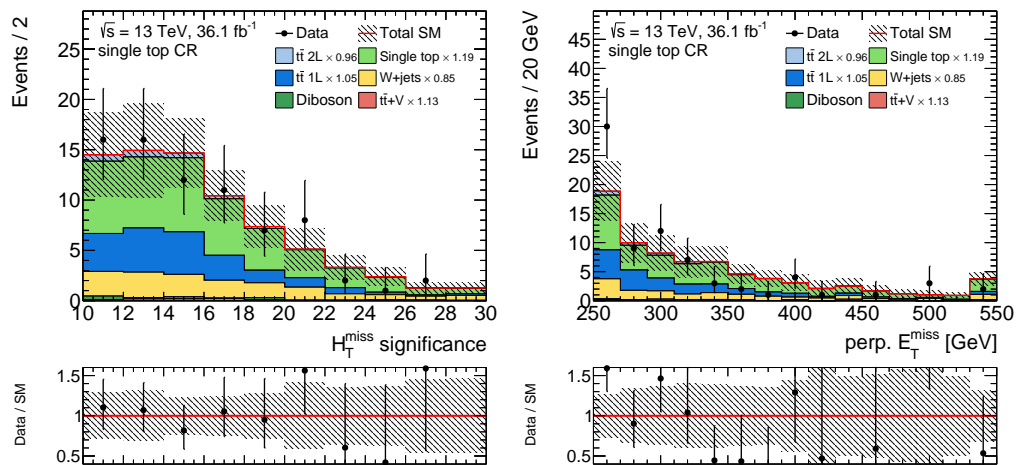 Events / 2
√s = 13 TeV, 36.1 fb⁻¹
single top CR
Data
Total SM
tt̄ 2L × 0.96
Single top × 1.19
tt̄ 1L × 1.05
W+jets × 0.85
Diboson
tt̄+V × 1.13
25
20
15
10
5
0
10 12 14 16 18 20 22 24 26 28 30
H_T^miss significance
Data / SM
1.5
1
0.5
Events / 20 GeV
√s = 13 TeV, 36.1 fb⁻¹
single top CR
Data
Total SM
tt̄ 2L × 0.96
Single top × 1.19
tt̄ 1L × 1.05
W+jets × 0.85
Diboson
tt̄+V × 1.13
45
40
35
30
25
20
15
10
5
0
250 300 350 400 450 500 550
perp. E_T^miss [GeV]
Data / SM
1.5
1
0.5